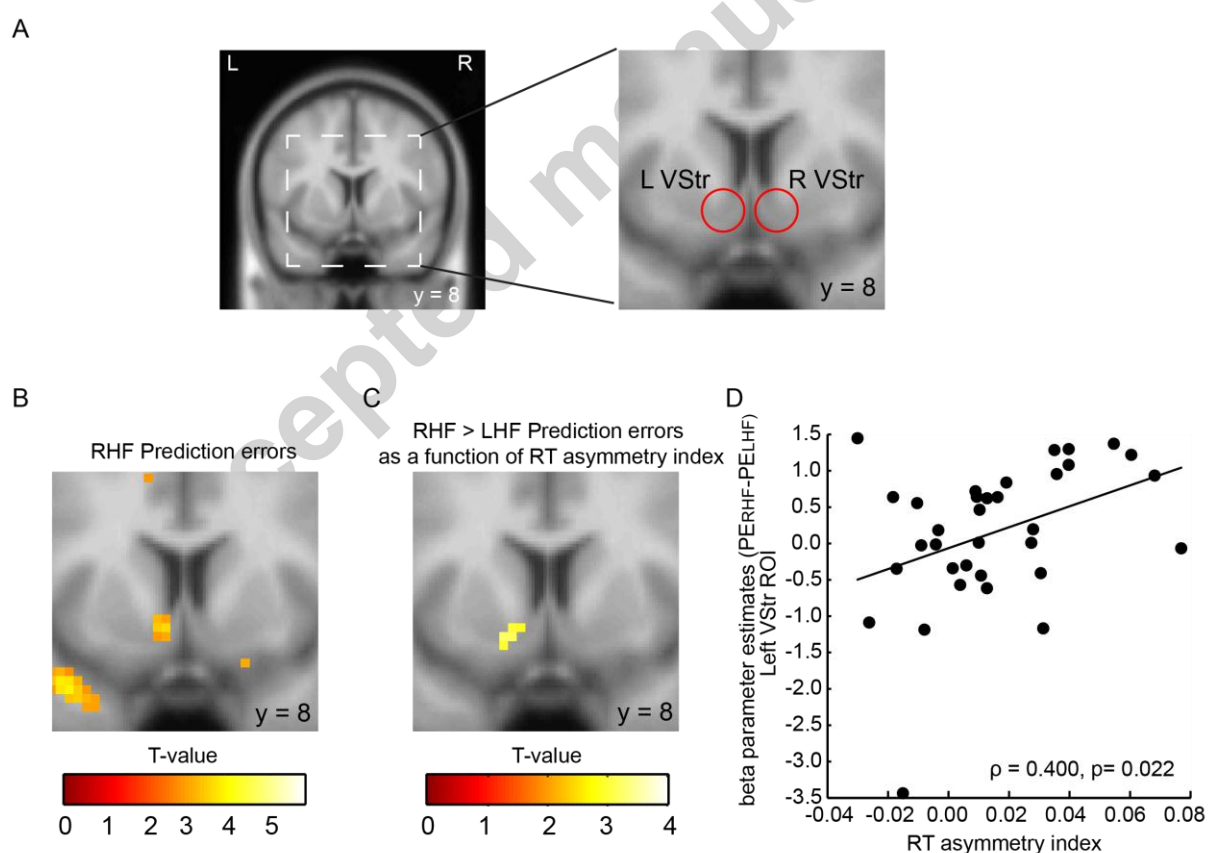 A
L R
y = 8
L VStr R VStr
y = 8
B
RHF Prediction errors
y = 8
T-value
0 1 2 3 4 5
C
RHF > LHF Prediction errors
as a function of RT asymmetry index
y = 8
T-value
0 1 2 3 4
D
beta parameter estimates (PERHF-PELHF)
Left VStr ROI
1.5
1.0
0.5
0.0
-0.5
-1.0
-1.5
-2.0
-2.5
-3.0
-3.5
ρ = 0.400, p= 0.022
-0.04 -0.02 0.00 0.02 0.04 0.06 0.08
RT asymmetry index